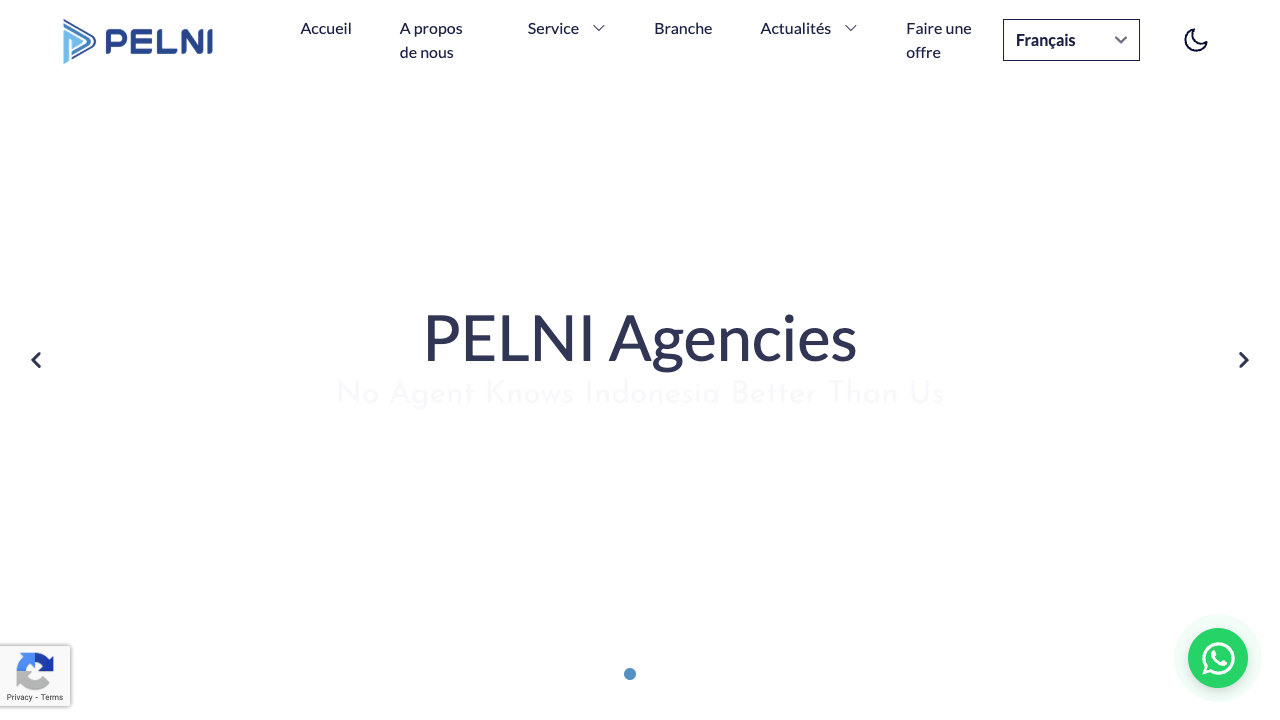 PELNI
Accueil
A propos
de nous
Service
Branche
Actualités
Faire une
offre
Français
PELNI Agencies
No Agent Knows Indonesia Better Than Us
Privacy - Terms